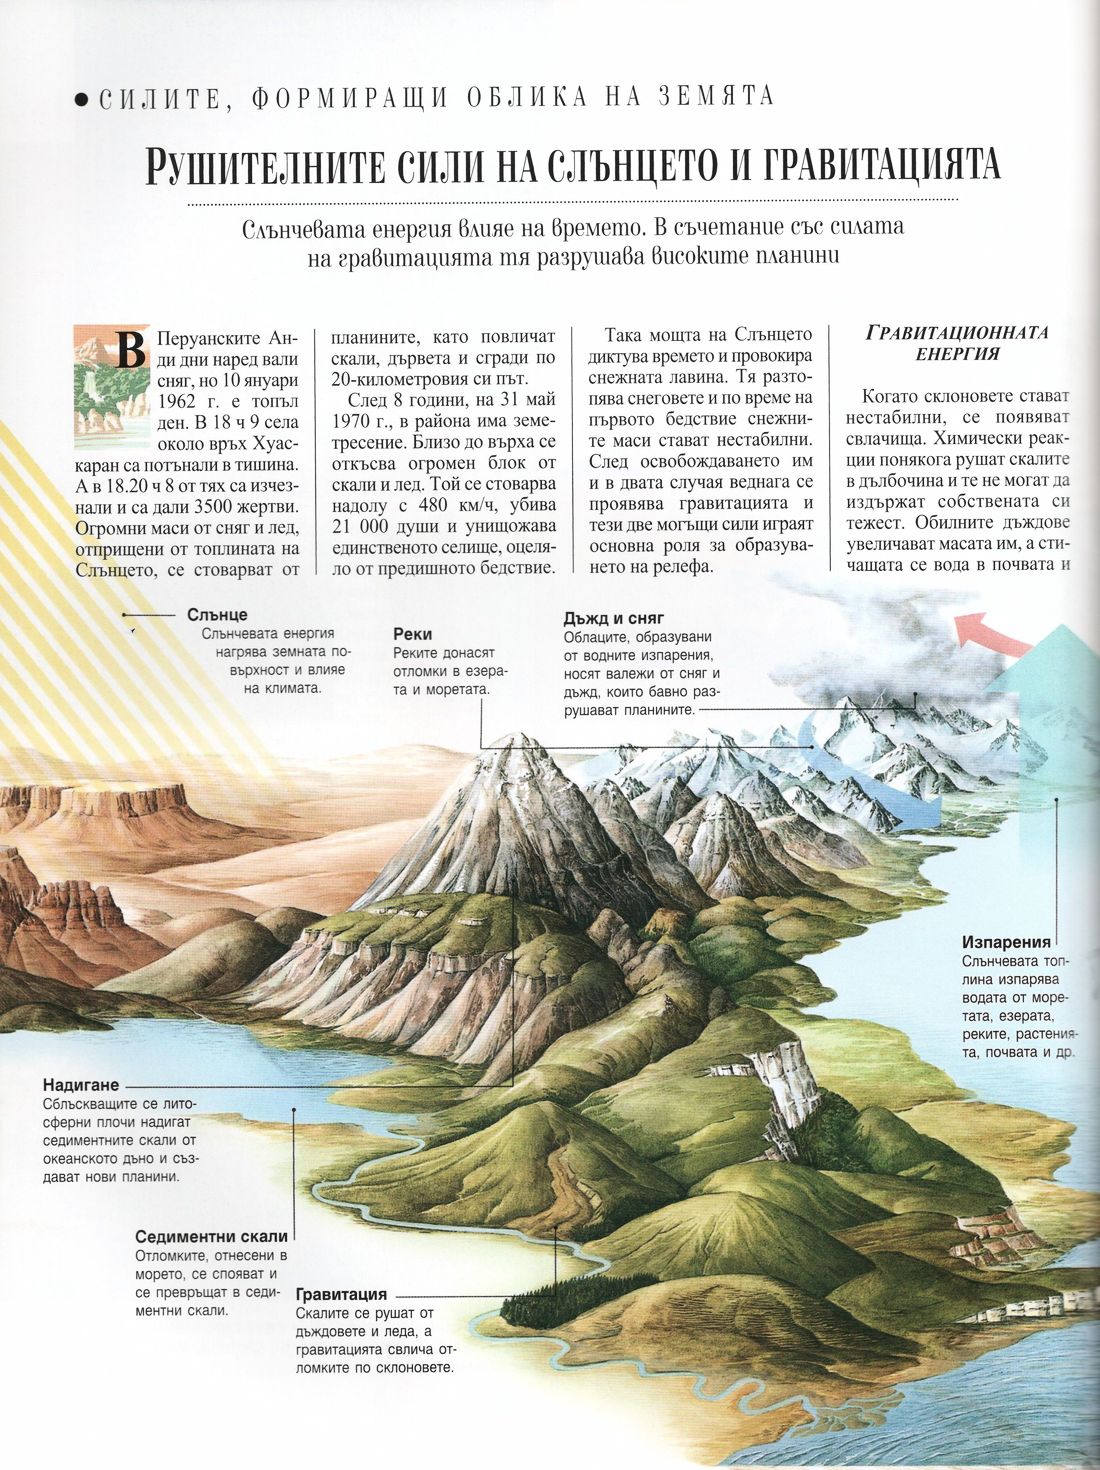 СИЛИТЕ, ФОРМИРАЩИ ОБЛИКА НА ЗЕМЯТА
РУШИТЕЛНИТЕ СИЛИ НА СЛЪНЦЕТО И ГРАВИТАЦИЯТА
Слънчевата енергия влияе на времето. В съчетание със силата
на гравитацията тя разрушава високите планини
В Перуанските Ан-
ди дни наред вали
сняг, но 10 януари
1962 г. е топъл
ден. В 18 ч 9 села
около връх Хуас-
каран са потънали в тишина.
А в 18.20 ч 8 от тях са изчез-
нали и са дали 3500 жертви.
Огромни маси от сняг и лед,
отприщени от топлината на
Слънцето, се стоварват от
планините, като повличат
скали, дървета и сгради по
20-километровия си път.
След 8 години, на 31 май
1970 г., в района има земе-
тресение. Близо до върха се
откъсва огромен блок от
скали и лед. Той се стоварва
надолу с 480 км/ч, убива
21 000 души и унищожава
единственото селище, оцеля-
ло от предишното бедствие.
Така мощта на Слънцето
диктува времето и провокира
снежната лавина. Тя разто-
пява снеговете и по време на
първото бедствие снежни-
те маси стават нестабилни.
След освобождаването им
и в двата случая веднага се
проявява гравитацията и
тези две могъщи сили играят
основна роля за образува-
нето на релефа.
ГРАВИТАЦИОННАТА
ЕНЕРГИЯ
Когато склоновете стават
нестабилни, се появяват
свлачища. Химически реак-
ции понякога рушат скалите
в дълбочина и те не могат да
издържат собствената си
тежест. Обилните дъждове
увеличават масата им, а сти-
чащата се вода в почвата и
Слънце
Слънчевата енергия
нагрява земната по-
върхност и влияе
на климата.
Реки
Реките донасят
отломки в езера-
та и моретата.
Дъжд и сняг
Облаците, образувани
от водните изпарения,
носят валежи от сняг и
дъжд, които бавно раз-
рушават планините.
Изпарения
Слънчевата топ-
лина изпарява
водата от море-
тата, езерата,
реките, растения-
та, почвата и др.
Надигане
Сблъскващите се лито-
сферни плочи надигат
седиментните скали от
океанското дъно и съз-
дават нови планини.
Седиментни скали
Отломките, отнесени в
морето, се спояват и
се превръщат в седи-
ментни скали.
Гравитация
Скалите се рушат от
дъждовете и леда, а
гравитацията свлича от-
ломките по склоновете.